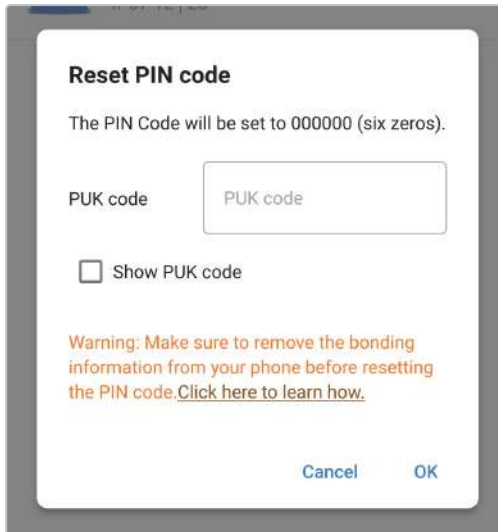 Reset PIN code
The PIN Code will be set to 000000 (six zeros).
PUK code
PUK code
Show PUK code
Warning: Make sure to remove the bonding
information from your phone before resetting
the PIN code.Click here to learn how.
Cancel OK